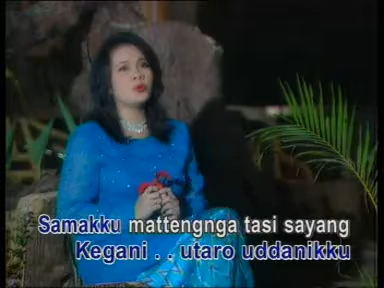 Samakku mattengnga tasi sayang
Kegani . . utaro uddanikku